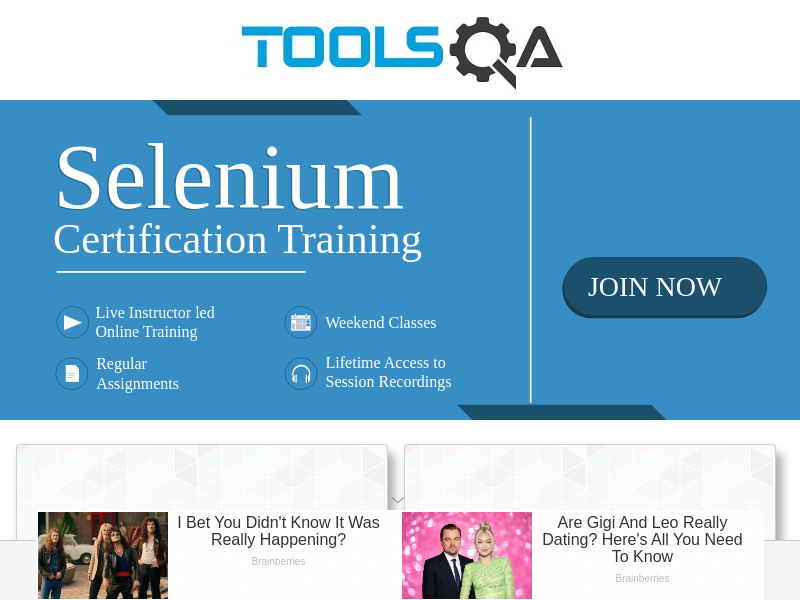 TOOLSQA
Selenium
Certification Training
JOIN NOW
Live Instructor led
Online Training
Weekend Classes
Regular
Assignments
Lifetime Access to
Session Recordings
I Bet You Didn't Know It Was
Really Happening?
Brainberries
Are Gigi And Leo Really
Dating? Here's All You Need
To Know
Brainberries